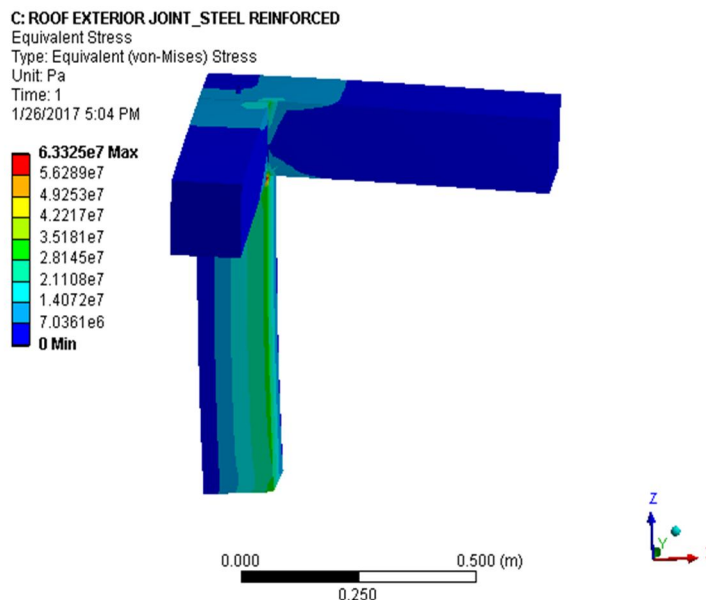 C: ROOF EXTERIOR JOINT_STEEL REINFORCED
Equivalent Stress
Type: Equivalent (von-Mises) Stress
Unit: Pa
Time: 1
1/26/2017 5:04 PM
6.3325e7 Max
5.6289e7
4.9253e7
4.2217e7
3.5181e7
2.8145e7
2.1108e7
1.4072e7
7.0361e6
0 Min
Z
Y
0.000 0.500 (m)
0.250